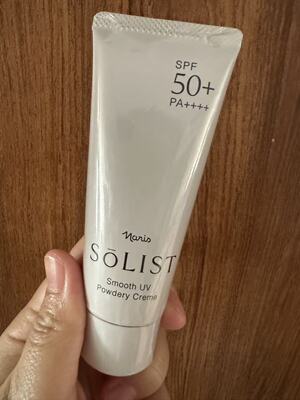 SPF
50+
PA++++
Naris
SōLIST
Smooth UV
Powdery Creme